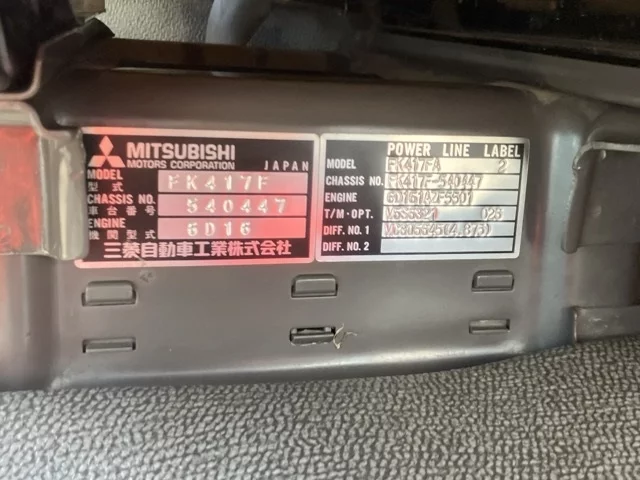 MITSUBISHI
MOTORS CORPORATION JAPAN
MODEL
型式 FK417F
CHASSIS NO.
車台番号 540447
ENGINE
機関型式 6D16
三菱自動車工業株式会社
POWER LINE LABEL
MODEL FK417FA 2
CHASSIS NO. FK417F-540447
ENGINE
T/M・OPT. 026
DIFF. NO. 1
DIFF. NO. 2